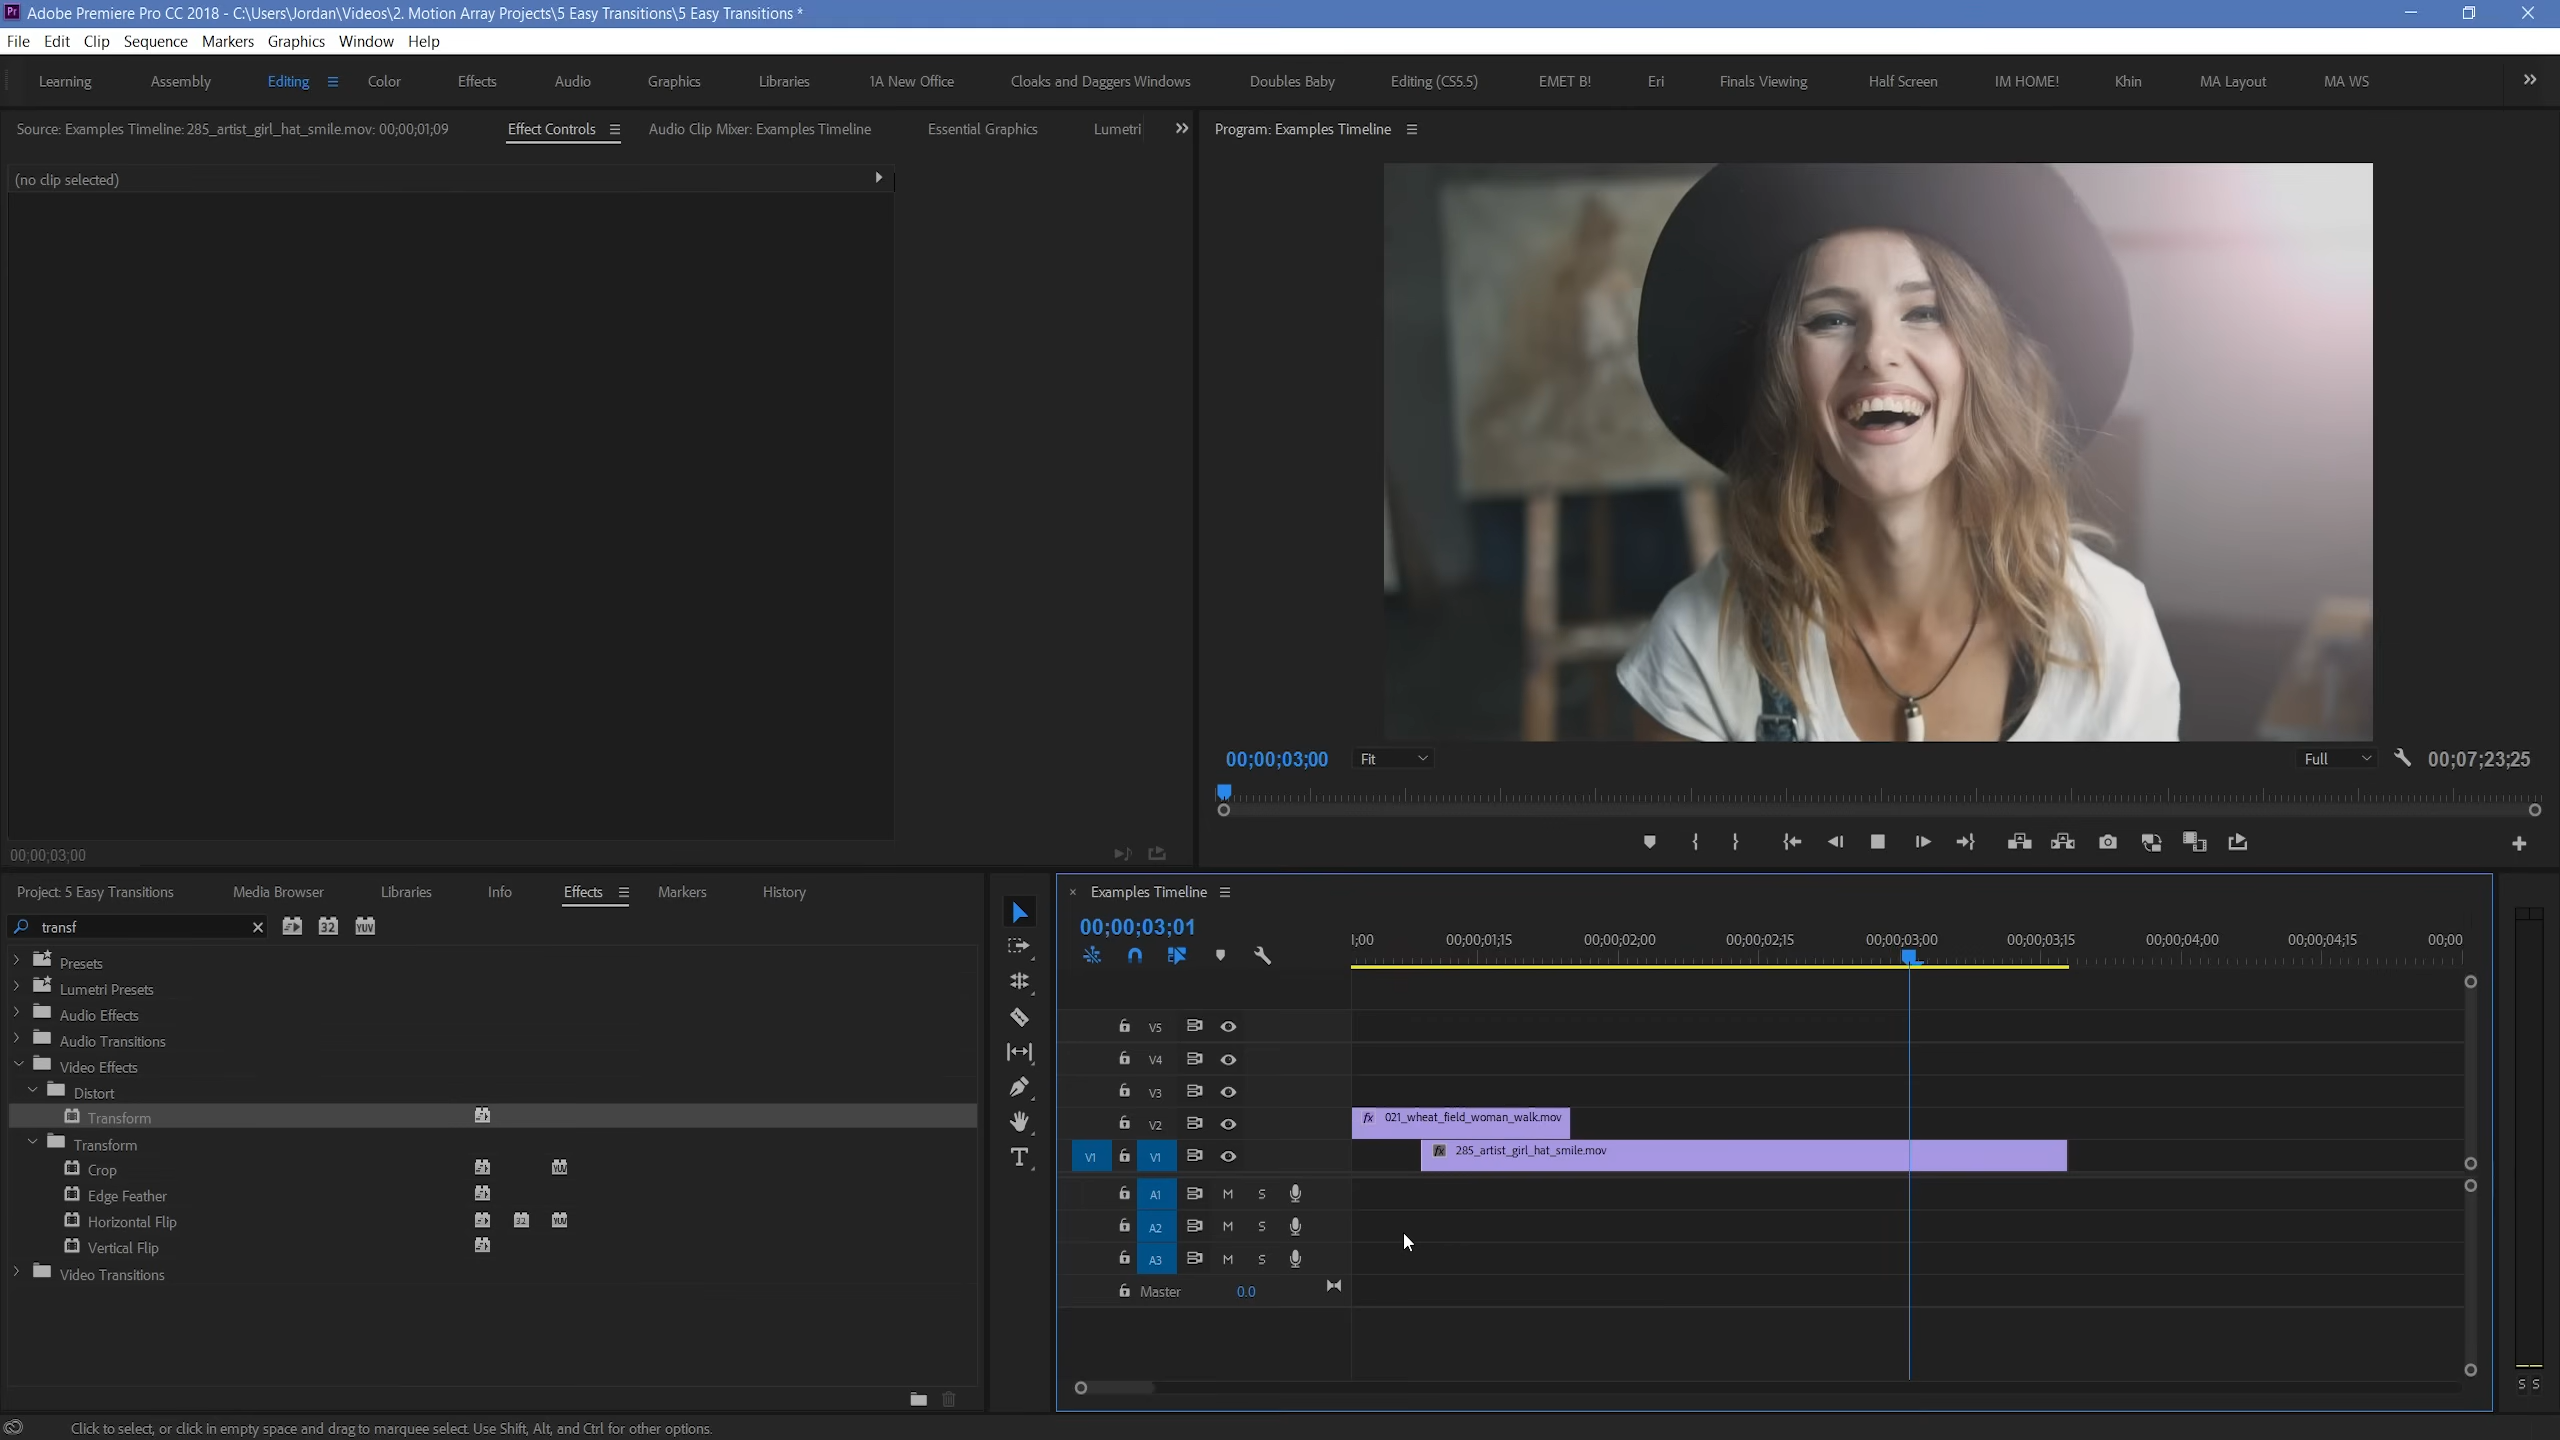 Pr Adobe Premiere Pro CC 2018 - C:\Users\Jordan\Videos\2. Motion Array Projects\5 Easy Transitions\5 Easy Transitions *
File Edit Clip Sequence Markers Graphics Window Help
Learning Assembly Editing Color Effects Audio Graphics Libraries 1A New Office Cloaks and Daggers Windows Doubles Baby Editing (CS5.5) EMET B! Eri Finals Viewing Half Screen IM HOME! Khin MA Layout MA WS
Source: Examples Timeline: 285_artist_girl_hat_smile.mov: 00;00;01;09 Effect Controls Audio Clip Mixer: Examples Timeline Essential Graphics Lumetri
Program: Examples Timeline
(no clip selected)
00;00;03;00 Fit Full 00;07;23;25
00;00;03;00
Project: 5 Easy Transitions Media Browser Libraries Info Effects Markers History
transf 32 YUV
Presets
Lumetri Presets
Audio Effects
Audio Transitions
Video Effects
Distort
Transform
Transform
Crop YUV
Edge Feather
Horizontal Flip 32 YUV
Vertical Flip
Video Transitions
Examples Timeline
00;00;03;01
;00 00;00;01;15 00;00;02;00 00;00;02;15 00;00;03;00 00;00;03;15 00;00;04;00 00;00;04;15 00;00
V5
V4
V3
V2 fx 021_wheat_field_woman_walk.mov
V1 V1 fx 285_artist_girl_hat_smile.mov
A1 M S
A2 M S
A3 M S
Master 0.0
S S
T
Click to select, or click in empty space and drag to marquee select. Use Shift, Alt, and Ctrl for other options.